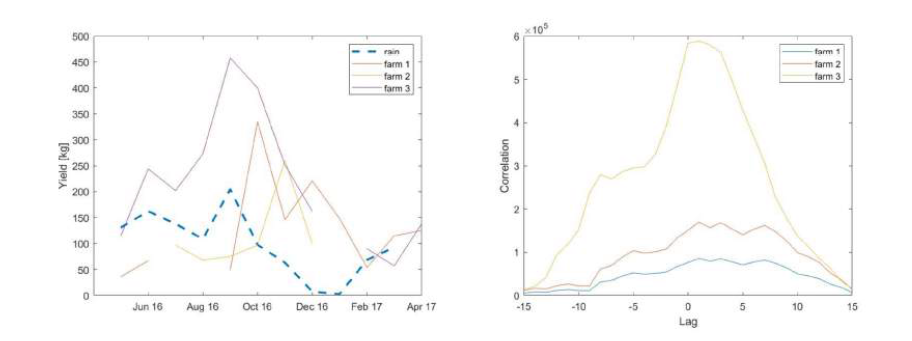 500
450
400
350
300
250
200
150
100
50
0
Yield [kg]
Jun 16 Aug 16 Oct 16 Dec 16 Feb 17 Apr 17
rain
farm 1
farm 2
farm 3
×10⁵
6
5
4
3
2
1
0
Correlation
-15 -10 -5 0 5 10 15
Lag
farm 1
farm 2
farm 3